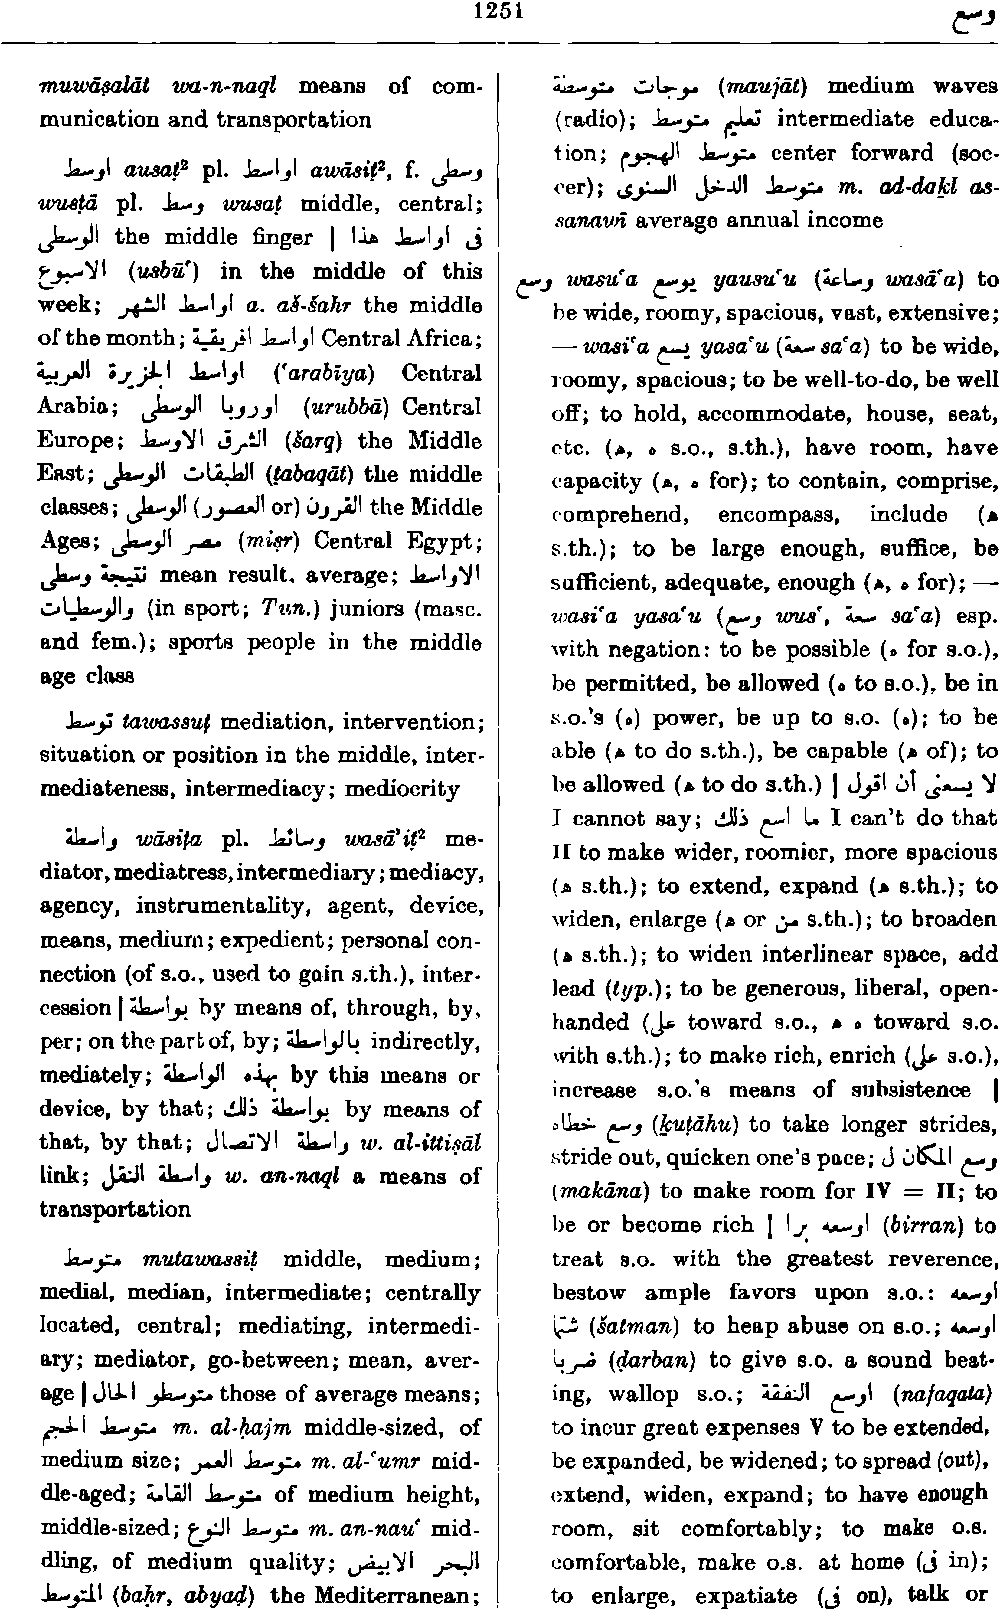 1251
وسع
muwāṣalāt wa-n-naql means of com-
munication and transportation
اوسط ausaṭ² pl. اواسط awāsiṭ², f. وسطى
wusṭā pl. وسط wusaṭ middle, central;
الوسطى the middle finger | فى اواسط هذا
الاسبوع (usbū‘) in the middle of this
week; اواسط الشهر a. aš-šahr the middle
of the month; اواسط افريقية Central Africa;
اواسط الجزيرة العربية (‘arabīya) Central
Arabia; اوروبا الوسطى (urubbā) Central
Europe; الشرق الاوسط (šarq) the Middle
East; الطبقات الوسطى (ṭabaqāt) the middle
classes; القرون (or العصور) الوسطى the Middle
Ages; مصر الوسطى (miṣr) Central Egypt;
نتيجة وسطى mean result, average; الاواسط
والوسطيات (in sport; Tun.) juniors (masc.
and fem.); sports people in the middle
age class
توسط tawassuṭ mediation, intervention;
situation or position in the middle, inter-
mediateness, intermediacy; mediocrity
واسطة wāsiṭa pl. وسائط wasā’iṭ² me-
diator, mediatress, intermediary; mediacy,
agency, instrumentality, agent, device,
means, medium; expedient; personal con-
nection (of s.o., used to gain s.th.), inter-
cession | بواسطة by means of, through, by,
per; on the part of, by; بالواسطة indirectly,
mediately; بهذه الواسطة by this means or
device, by that; بواسطة ذلك by means of
that, by that; واسطة الاتصال w. al-ittiṣāl
link; واسطة النقل w. an-naql a means of
transportation
متوسط mutawassiṭ middle, medium;
medial, median, intermediate; centrally
located, central; mediating, intermedi-
ary; mediator, go-between; mean, aver-
age | متوسطو الحال those of average means;
متوسط الحجم m. al-ḥajm middle-sized, of
medium size; متوسط العمر m. al-‘umr mid-
dle-aged; متوسط القامة of medium height,
middle-sized; متوسط النوع m. an-nau‘ mid-
dling, of medium quality; البحر الابيض
المتوسط (baḥr, abyaḍ) the Mediterranean;
موجات متوسطة (maujāt) medium waves
(radio); تعليم متوسط intermediate educa-
tion; متوسط الهجوم center forward (soc-
cer); متوسط الدخل السنوى m. ad-daḵl as-
sanawī average annual income
وسع wasu‘a يوسع yausu‘u (وساعة wasā‘a) to
be wide, roomy, spacious, vast, extensive;
— wasi‘a يسع yasa‘u (سعة sa‘a) to be wide,
roomy, spacious; to be well-to-do, be well
off; to hold, accommodate, house, seat,
etc. (ه, ه s.o., s.th.), have room, have
capacity (ه, ه for); to contain, comprise,
comprehend, encompass, include (ه
s.th.); to be large enough, suffice, be
sufficient, adequate, enough (ه, ه for); —
wasi‘a yasa‘u (وسع wus‘, سعة sa‘a) esp.
with negation: to be possible (ه for s.o.),
be permitted, be allowed (ه to s.o.), be in
s.o.’s (ه) power, be up to s.o. (ه); to be
able (ه to do s.th.), be capable (ه of); to
be allowed (ه to do s.th.) | لا يسعنى أن اقول
I cannot say; ما اسع ذلك I can’t do that
II to make wider, roomier, more spacious
(ه s.th.); to extend, expand (ه s.th.); to
widen, enlarge (ه or من s.th.); to broaden
(ه s.th.); to widen interlinear space, add
lead (typ.); to be generous, liberal, open-
handed (على toward s.o., ه ه toward s.o.
with s.th.); to make rich, enrich (على s.o.),
increase s.o.’s means of subsistence |
وسع خطاه (ḵuṭāhu) to take longer strides,
stride out, quicken one’s pace; وسع المكان ل
(makāna) to make room for IV = II; to
be or become rich | اوسعه برا (birran) to
treat s.o. with the greatest reverence,
bestow ample favors upon s.o.: اوسعه
شتما (šatman) to heap abuse on s.o.; اوسعه
ضربا (ḍarban) to give s.o. a sound beat-
ing, wallop s.o.; اوسع النفقة (nafaqata)
to incur great expenses V to be extended,
be expanded, be widened; to spread (out),
extend, widen, expand; to have enough
room, sit comfortably; to make o.s.
comfortable, make o.s. at home (فى in);
to enlarge, expatiate (فى on), talk or